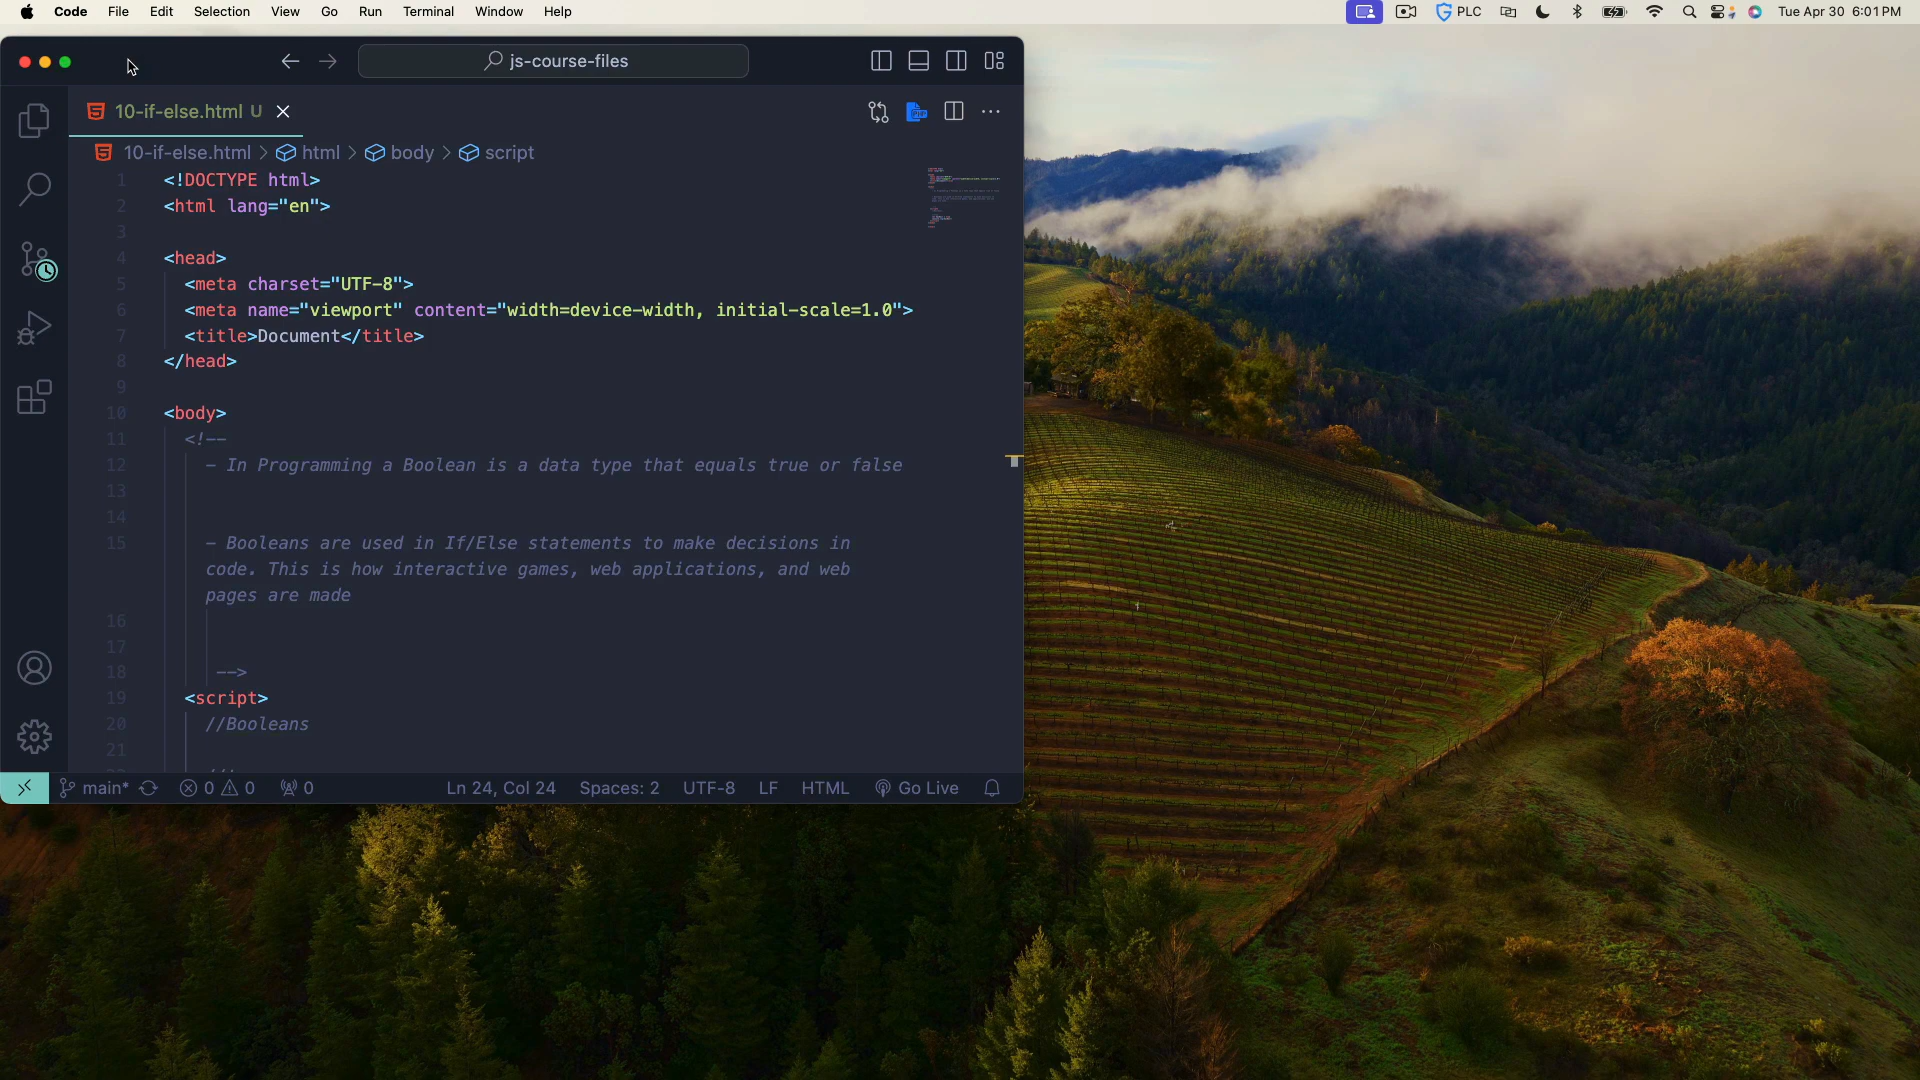 Code File Edit Selection View Go Run Terminal Window Help PLC Tue Apr 30 6:01 PM
js-course-files
10-if-else.html U
10-if-else.html > html > body > script
1 <!DOCTYPE html>
2 <html lang="en">
3
4 <head>
5 <meta charset="UTF-8">
6 <meta name="viewport" content="width=device-width, initial-scale=1.0">
7 <title>Document</title>
8 </head>
9
10 <body>
11 <!--
12 - In Programming a Boolean is a data type that equals true or false
13
14
15 - Booleans are used in If/Else statements to make decisions in
code. This is how interactive games, web applications, and web
pages are made
16
17
18 -->
19 <script>
20 //Booleans
21
main* 0 0 0 Ln 24, Col 24 Spaces: 2 UTF-8 LF HTML Go Live